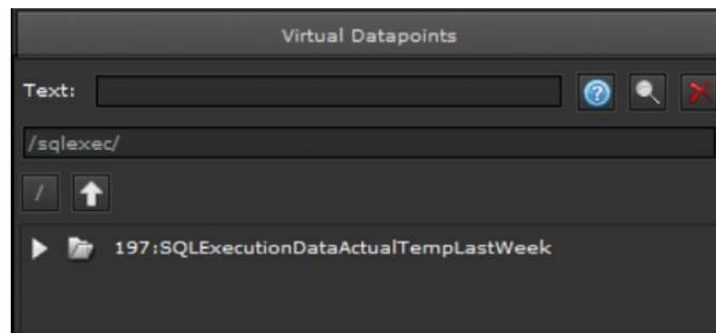 Virtual Datapoints
Text:
/sqlexec/
/
197:SQLExecutionDataActualTempLastWeek